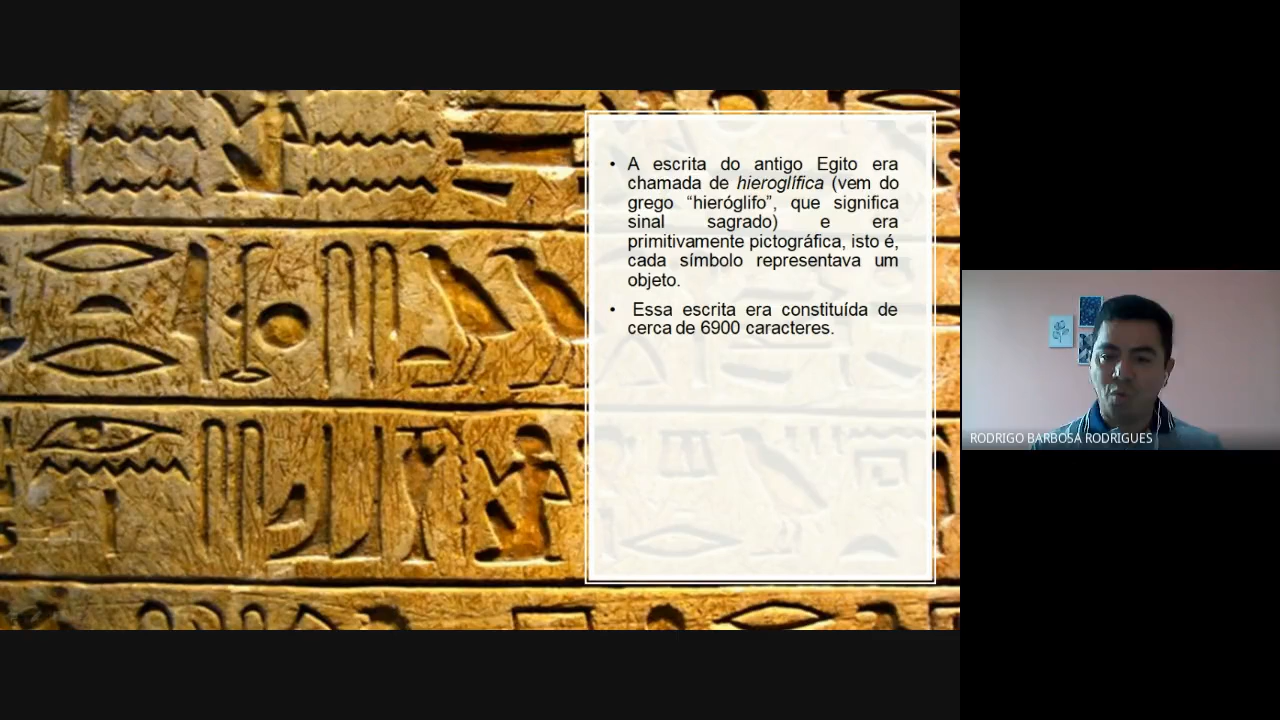 • A escrita do antigo Egito era
chamada de hieroglífica (vem do
grego “hieróglifo”, que significa
sinal sagrado) e era
primitivamente pictográfica, isto é,
cada símbolo representava um
objeto.
• Essa escrita era constituída de
cerca de 6900 caracteres.
RODRIGO BARBOSA RODRIGUES